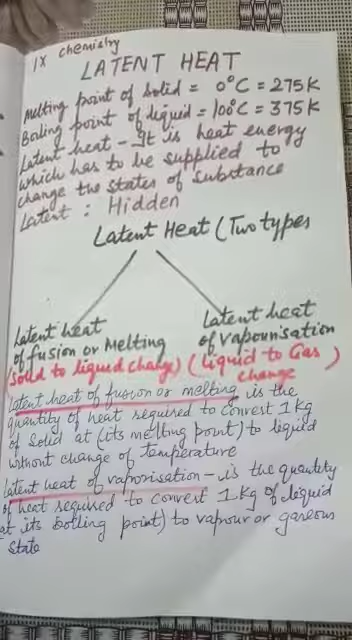 IX chemistry
LATENT HEAT
Melting point of Solid = 0°C = 275K
Boiling point of liquid = 100°C = 375K
Latent heat - It is heat energy
which has to be supplied to
change the states of substance
Latent : Hidden
Latent Heat (Two types
Latent heat
of fusion or Melting
(Solid to liquid change)
Latent heat
of vapourisation
(liquid to Gas)
change
Latent heat of fusion or melting is the
quantity of heat required to convert 1 Kg
of Solid at (its melting point) to liquid
without change of temperature
Latent heat of vaporisation - is the quantity
of heat required to convert 1 Kg of liquid
at its boiling point) to vapour or gaseous
State